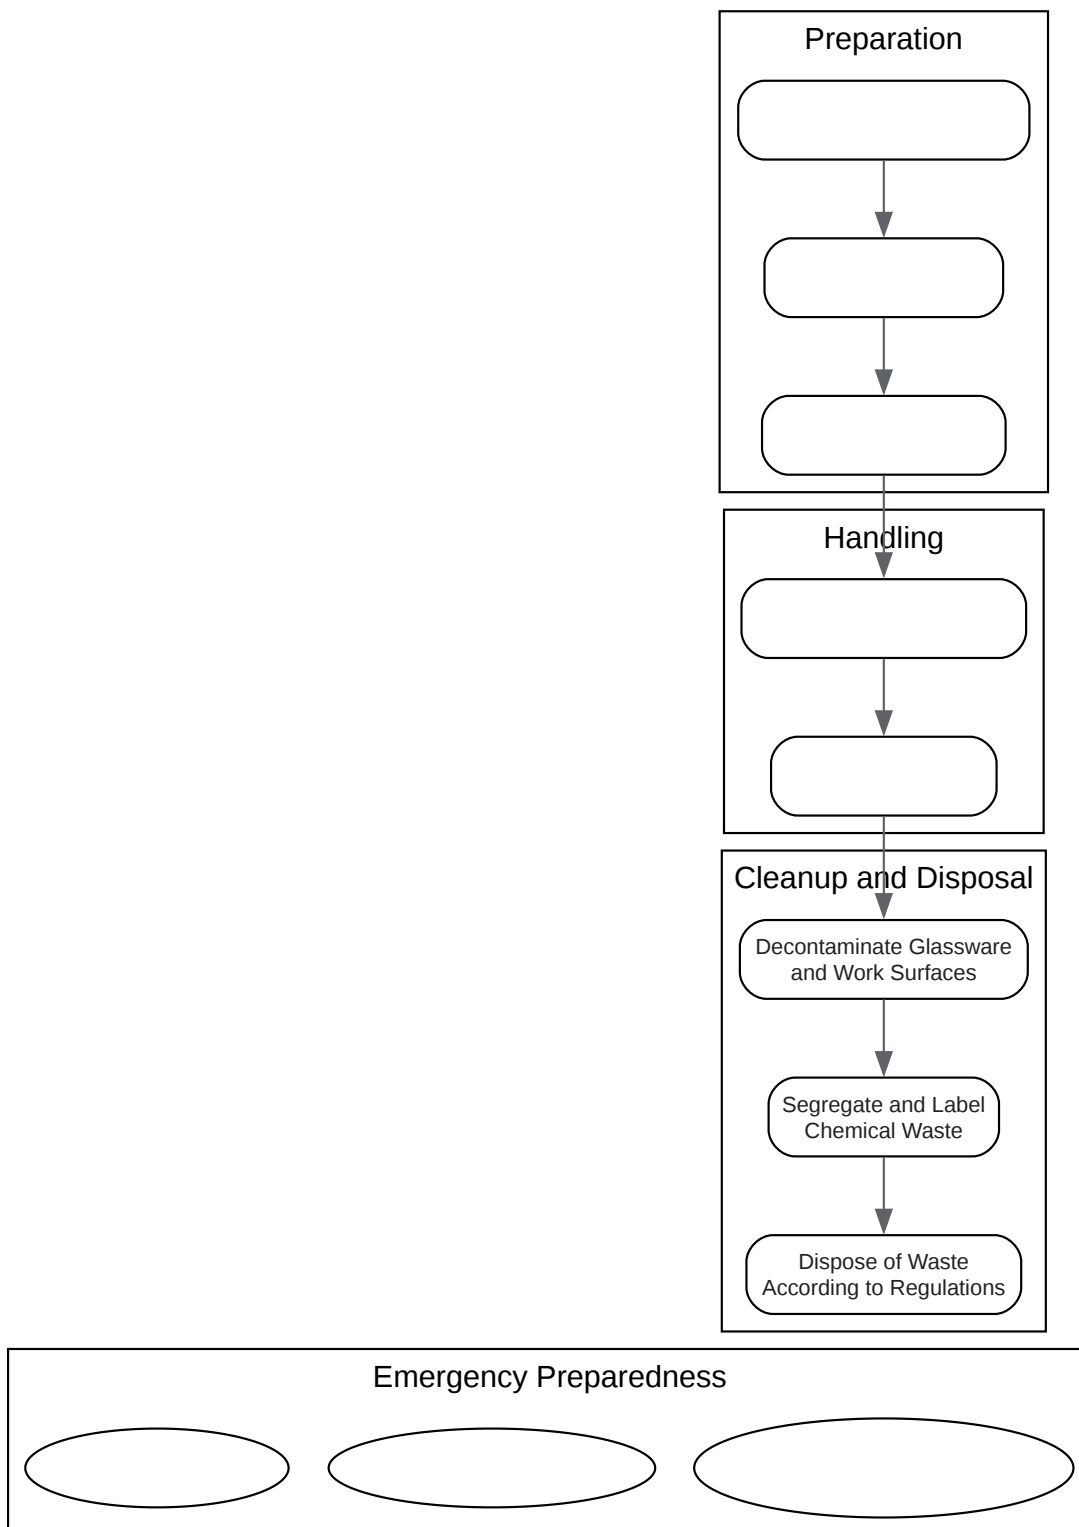 Preparation
Handling
Cleanup and Disposal
Decontaminate Glassware
and Work Surfaces
Segregate and Label
Chemical Waste
Dispose of Waste
According to Regulations
Emergency Preparedness